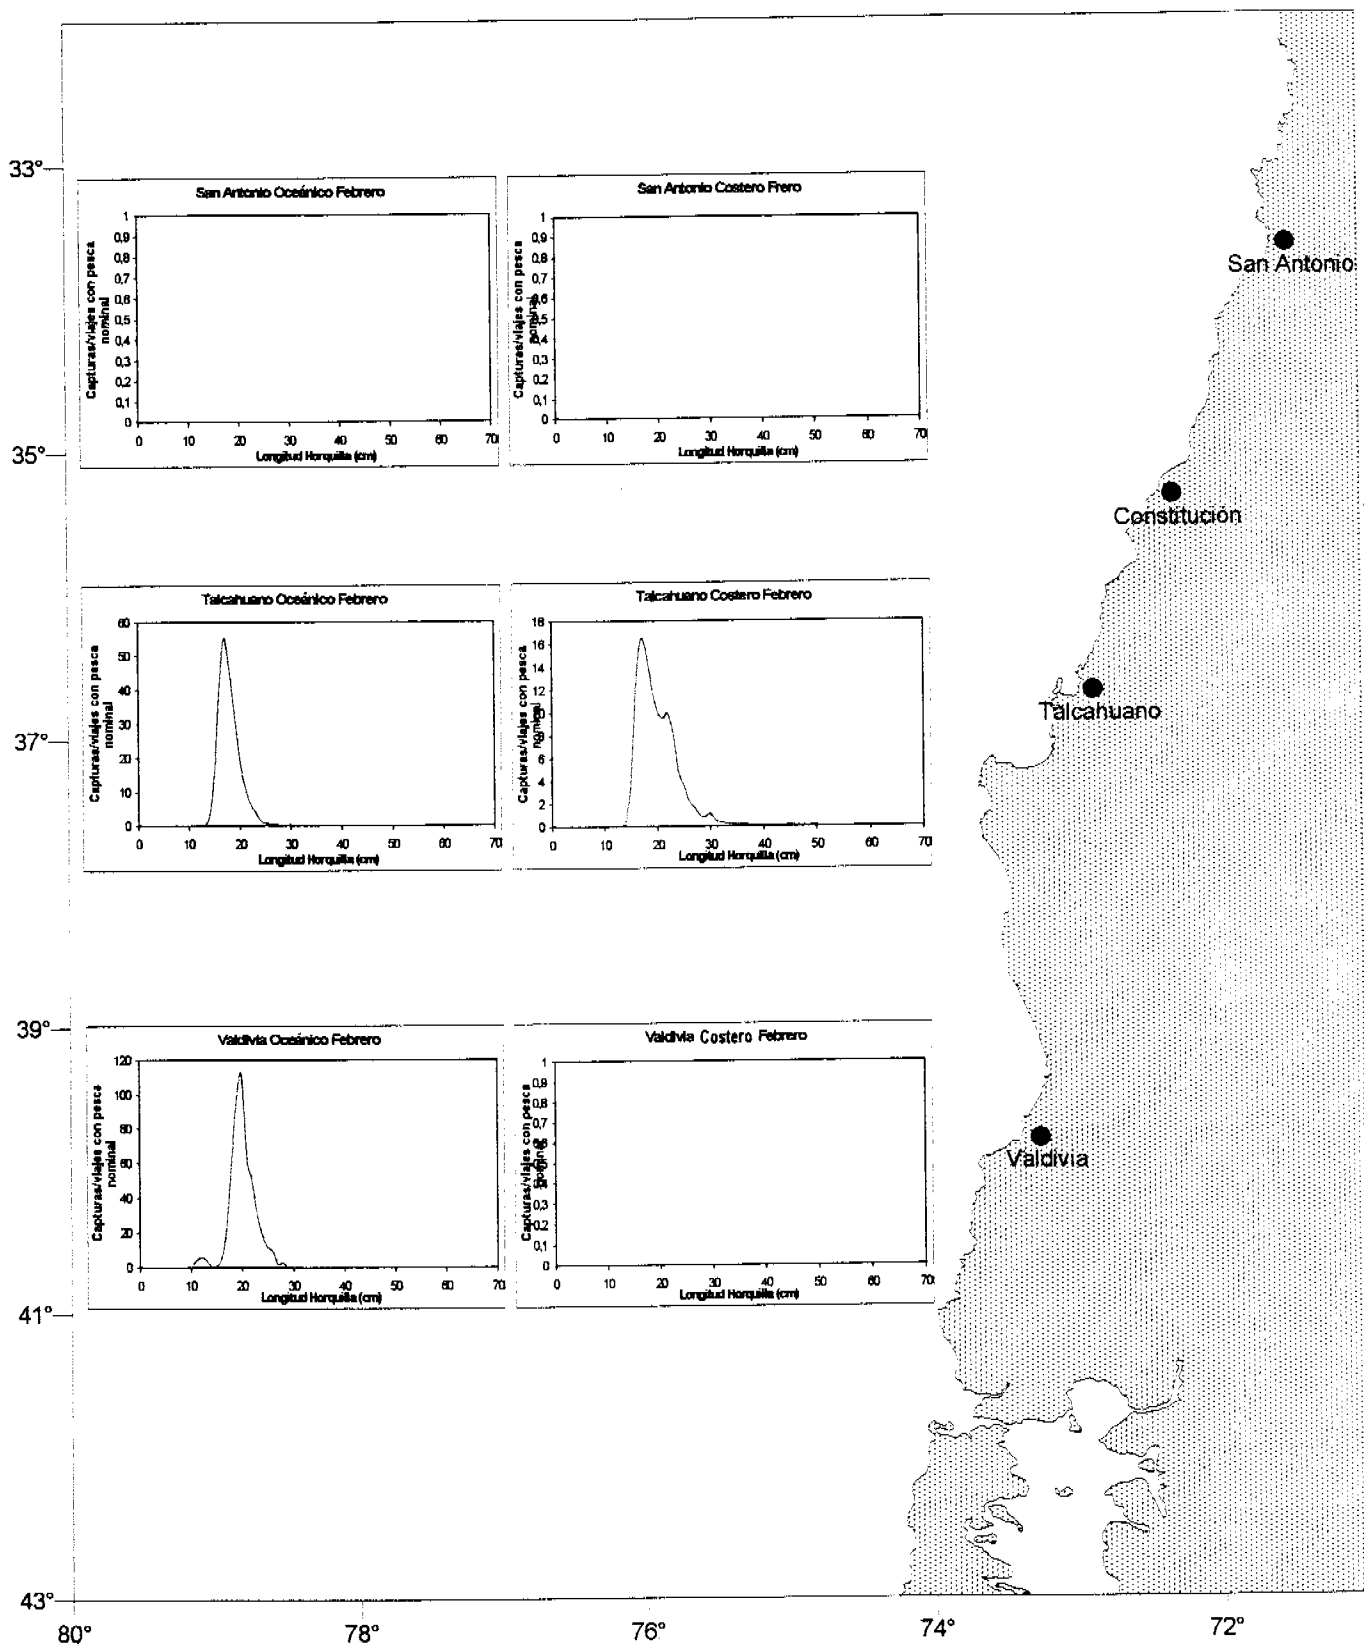 33°
35°
37°
39°
41°
43°
80°
78°
76°
74°
72°
San Antonio Oceánico Febrero
Capturas/viajes con pesca
nominal
1
0,9
0,8
0,7
0,6
0,5
0,4
0,3
0,2
0,1
0
0 10 20 30 40 50 60 70
Longitud Horquilla (cm)
San Antonio Costero Frero
Capturas/viajes con pesca
nominal
1
0,9
0,8
0,7
0,6
0,5
0,4
0,3
0,2
0,1
0
0 10 20 30 40 50 60 70
Longitud Horquilla (cm)
Talcahuano Oceánico Febrero
Capturas/viajes con pesca
nominal
60
50
40
30
20
10
0
0 10 20 30 40 50 60 70
Longitud Horquilla (cm)
Talcahuano Costero Febrero
Capturas/viajes con pesca
nominal
18
16
14
12
10
8
6
4
2
0
0 10 20 30 40 50 60 70
Longitud Horquilla (cm)
Valdivia Oceánico Febrero
Capturas/viajes con pesca
nominal
120
100
80
60
40
20
0
0 10 20 30 40 50 60 70
Longitud Horquilla (cm)
Valdivia Costero Febrero
Capturas/viajes con pesca
nominal
1
0,9
0,8
0,7
0,6
0,5
0,4
0,3
0,2
0,1
0
0 10 20 30 40 50 60 70
Longitud Horquilla (cm)
San Antonio
Constitución
Talcahuano
Valdivia